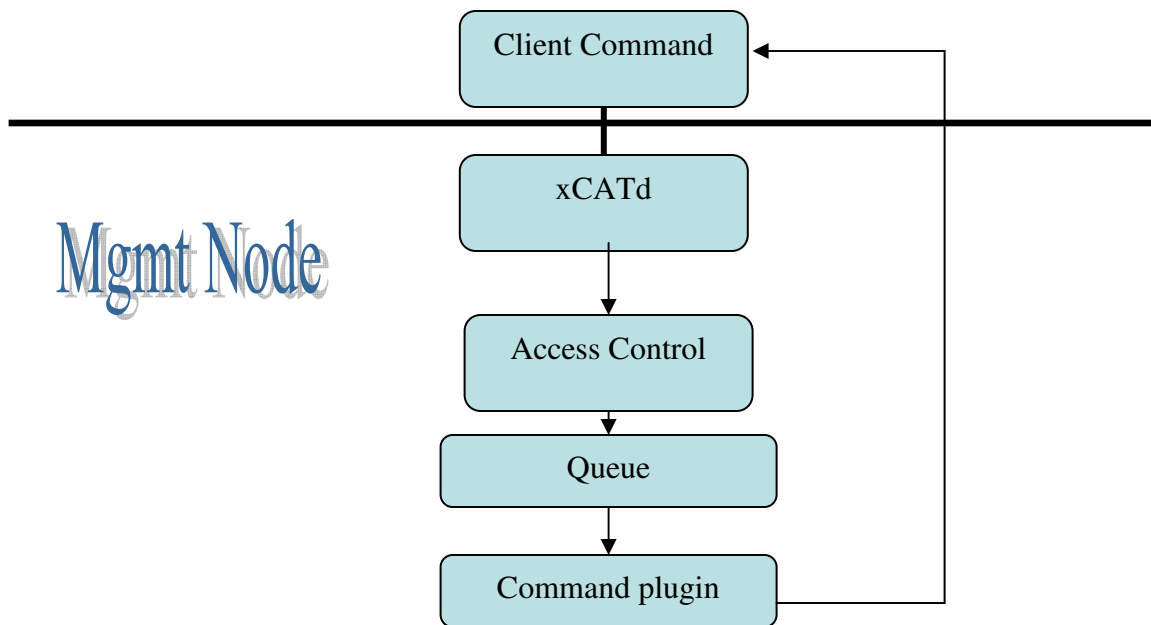 Client Command
xCATd
Mgmt Node
Access Control
Queue
Command plugin